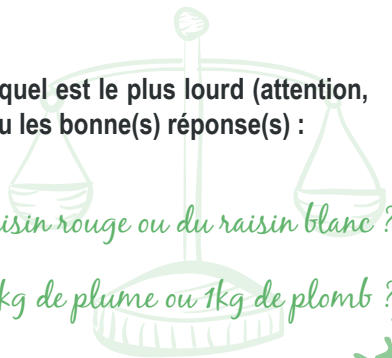 quel est le plus lourd (attention,
u les bonne(s) réponse(s) :
isin rouge ou du raisin blanc ?
kg de plume ou 1kg de plomb ?